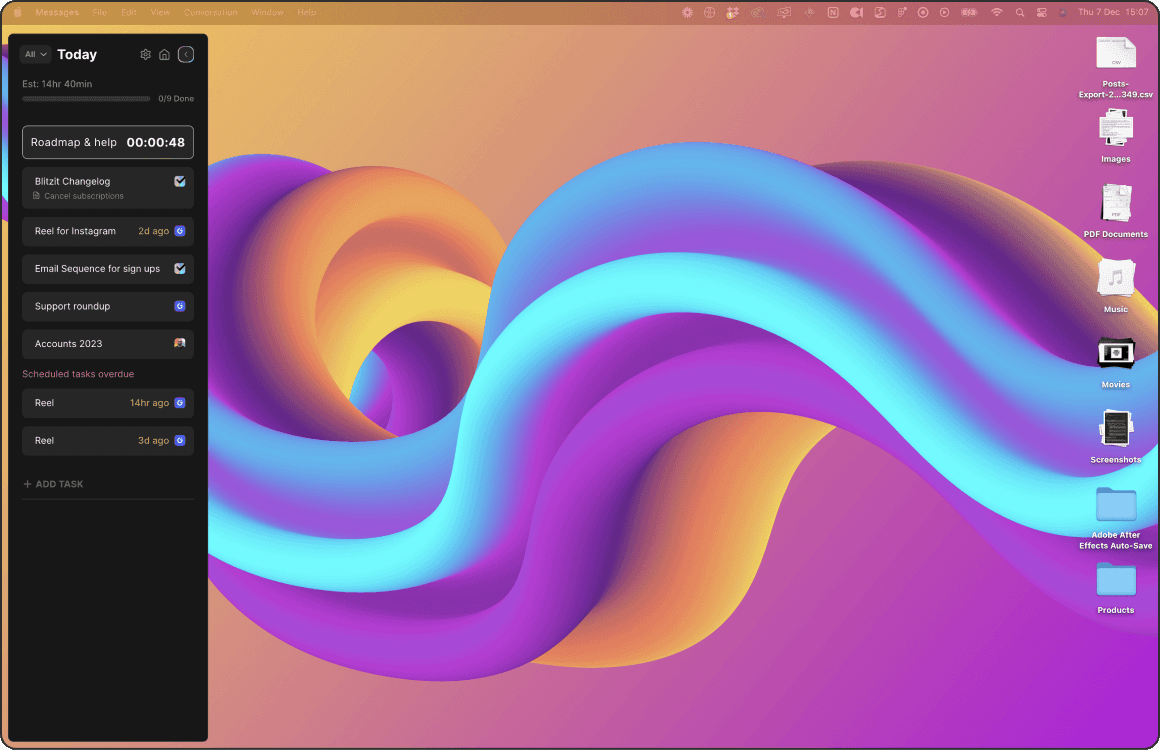 Messages File Edit View Conversation Window Help
Thu 7 Dec 15:07
All
Today
Est: 14hr 40min
0/9 Done
Roadmap & help 00:00:48
Blitzit Changelog
Cancel subscriptions
Reel for Instagram 2d ago
Email Sequence for sign ups
Support roundup
Accounts 2023
Scheduled tasks overdue
Reel 14hr ago
Reel 3d ago
+ ADD TASK
CSV
Posts-
Export-2...349.csv
Images
PDF
PDF Documents
Music
Movies
Screenshots
Adobe After
Effects Auto-Save
Products